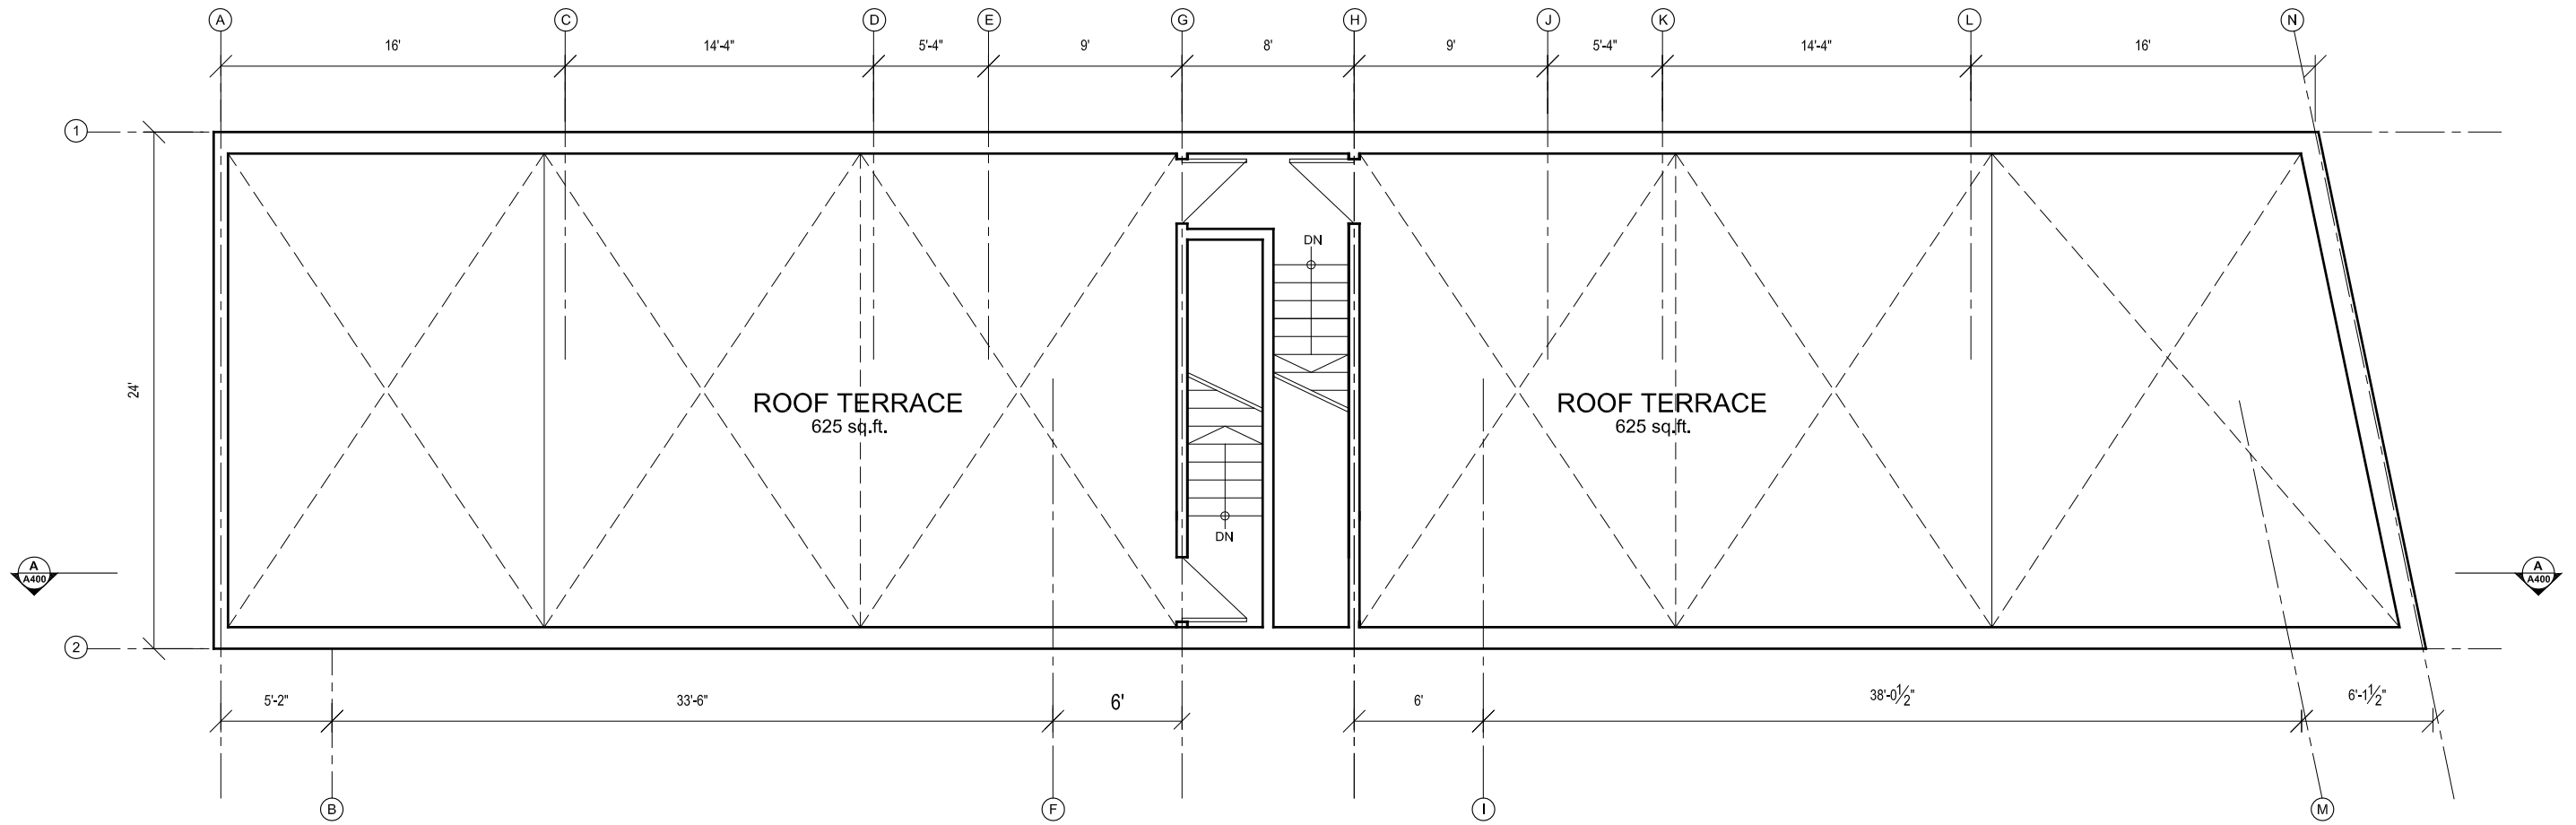 A C D E G H J K L N
16' 14'-4" 5'-4" 9' 8' 9' 5'-4" 14'-4" 16'
1
DN
24'
ROOF TERRACE ROOF TERRACE
625 sq.ft. 625 sq.ft.
DN
A A
A400 A400
2
5'-2" 33'-6" 6' 6' 38'-0½" 6'-1½"
B F I M